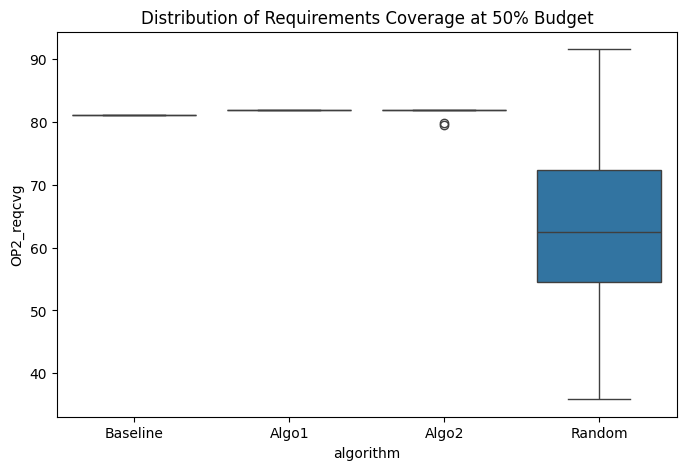 Distribution of Requirements Coverage at 50% Budget
OP2_reqcvg
90
80
70
60
50
40
Baseline
Algo1
Algo2
Random
algorithm